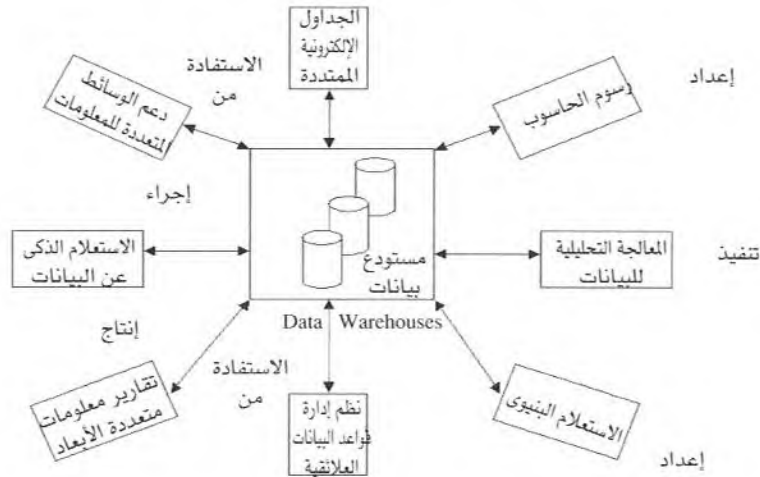 الجداول
الإلكترونية
الممتددة
الاستفادة
من
إعداد
دعم الوسائط
المتعددة للمعلومات
رسوم الحاسوب
إجراء
الاستعلام الذكى
عن البيانات
مستودع
بيانات
المعالجة التحليلية
للبيانات
تنفيذ
Data Warehouses
إنتاج
الاستفادة
من
تقارير معلومات
متعددة الأبعاد
نظم إدارة
قواعد البيانات
العلائقية
الاستعلام البنيوى
إعداد